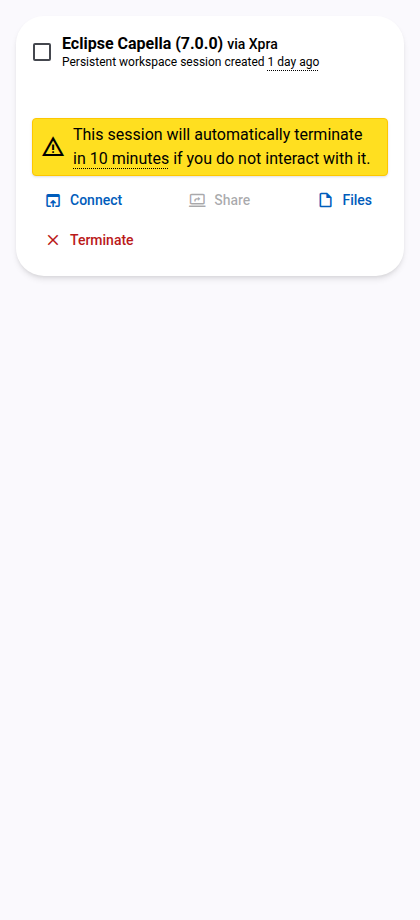 Eclipse Capella (7.0.0) via Xpra
Persistent workspace session created 1 day ago
This session will automatically terminate
in 10 minutes if you do not interact with it.
Connect
Share
Files
Terminate